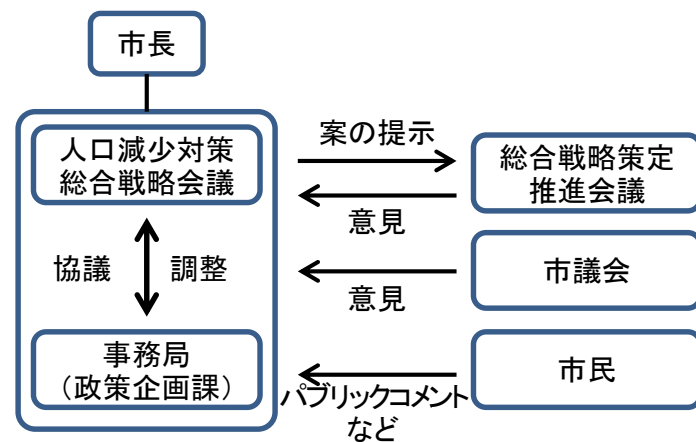 市長
人口減少対策
総合戦略会議
協議
調整
事務局
（政策企画課）
案の提示
意見
意見
パブリックコメント
など
総合戦略策定
推進会議
市議会
市民